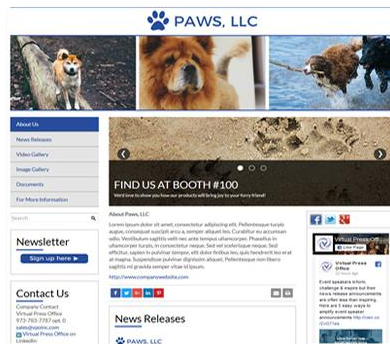 PAWS, LLC
About Us
News Releases
Video Gallery
Image Gallery
Documents
For More Information
Search
Newsletter
Sign up here ▶
Contact Us
Company Contact
Virtual Press Office
973-783-7787 opt. 0
sales@vpoinc.com
Virtual Press Office on
LinkedIn
FIND US AT BOOTH #100
We'd love to show you how our products will bring joy to your furry friend!
About Paws, LLC
Lorem ipsum dolor sit amet, consectetur adipiscing elit. Pellentesque turpis
augue, consequat suscipit arcu a, semper aliquet leo. Curabitur eu accumsan
odio. Vestibulum sagittis velit nec ante tempus ullamcorper. Phasellus in
ullamcorper turpis, in consectetur neque. Sed vel scelerisque neque. Sed
efficitur, sapien in pulvinar semper, elit dolor finibus leo, quis hendrerit leo et
at magna. Suspendisse dignissim dignissim aliquet. Pellentesque non libero
sagittis mi gravida semper vitae id ipsum.
http://www.companywebsite.com
News Releases
PAWS, LLC
Virtual Press Offi
Like Page
Virtual Press
Office
Event speakers inform,
challenge & inspire but their
news release announcements
are often less than inspiring.
Here are 5 easy ways to
amplify event speaker
announcements